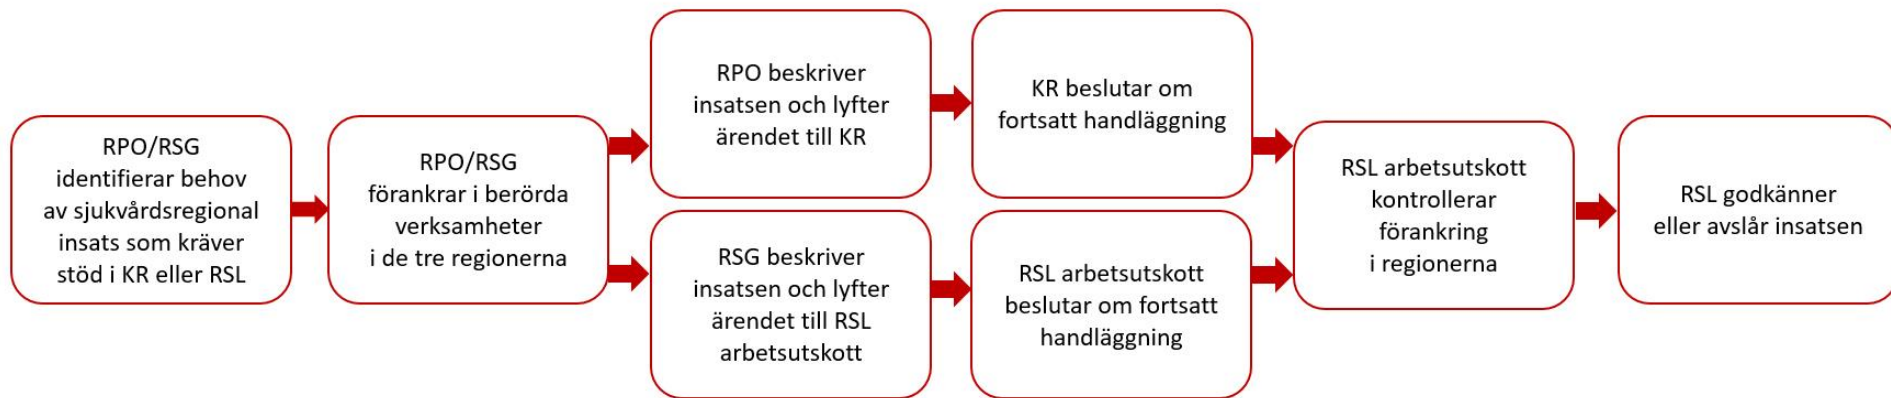 RPO/RSG
identifierar behov
av sjukvårdsregional
insats som kräver
stöd i KR eller RSL
RPO/RSG
förankrar i berörda
verksamheter
i de tre regionerna
RPO beskriver
insatsen och lyfter
ärendet till KR
KR beslutar om
fortsatt handläggning
RSG beskriver
insatsen och lyfter
ärendet till RSL
arbetsutskott
RSL arbetsutskott
beslutar om fortsatt
handläggning
RSL arbetsutskott
kontrollerar
förankring
i regionerna
RSL godkänner
eller avslår insatsen